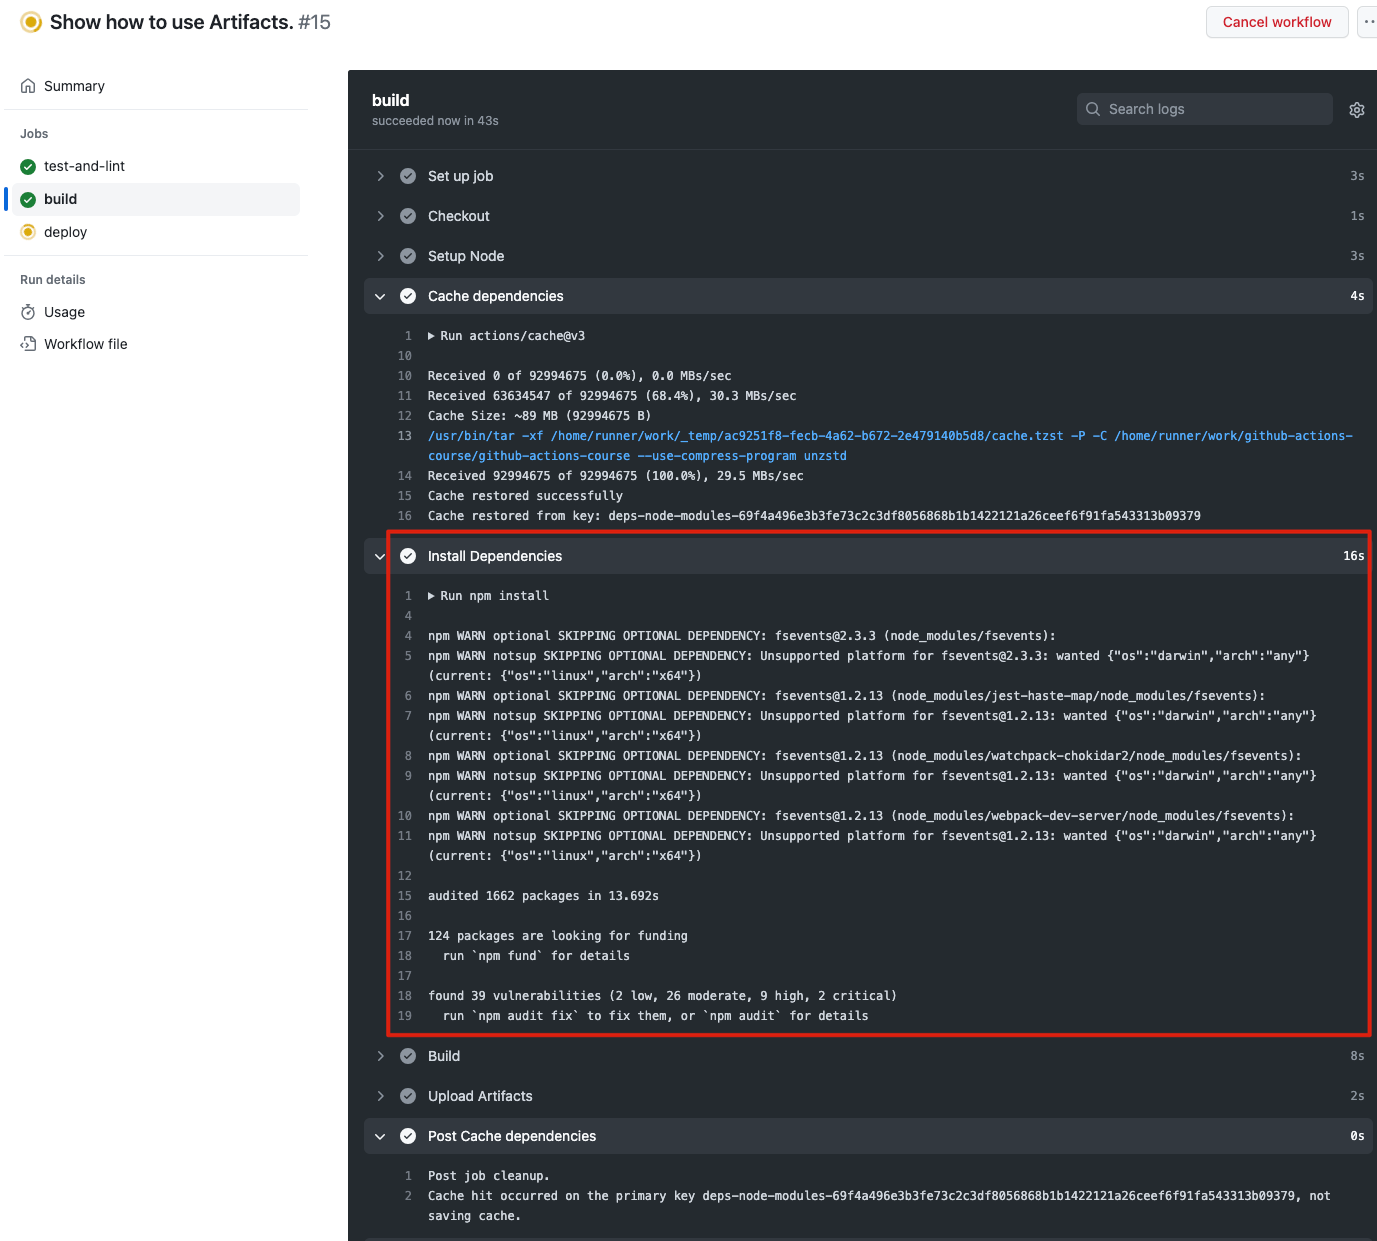 Show how to use Artifacts. #15
Cancel workflow
Summary
Jobs
test-and-lint
build
deploy
Run details
Usage
Workflow file
build
succeeded now in 43s
Search logs
Set up job 3s
Checkout 1s
Setup Node 3s
Cache dependencies 4s
1 Run actions/cache@v3
10
10 Received 0 of 92994675 (0.0%), 0.0 MBs/sec
11 Received 63634547 of 92994675 (68.4%), 30.3 MBs/sec
12 Cache Size: ~89 MB (92994675 B)
13 /usr/bin/tar -xf /home/runner/work/_temp/ac9251f8-fecb-4a62-b672-2e479140b5d8/cache.tzst -P -C /home/runner/work/github-actions-
course/github-actions-course --use-compress-program unzstd
14 Received 92994675 of 92994675 (100.0%), 29.5 MBs/sec
15 Cache restored successfully
16 Cache restored from key: deps-node-modules-69f4a496e3b3fe73c2c3df8056868b1b1422121a26ceef6f91fa543313b09379
Install Dependencies 16s
1 Run npm install
4
4 npm WARN optional SKIPPING OPTIONAL DEPENDENCY: fsevents@2.3.3 (node_modules/fsevents):
5 npm WARN notsup SKIPPING OPTIONAL DEPENDENCY: Unsupported platform for fsevents@2.3.3: wanted {"os":"darwin","arch":"any"}
(current: {"os":"linux","arch":"x64"})
6 npm WARN optional SKIPPING OPTIONAL DEPENDENCY: fsevents@1.2.13 (node_modules/jest-haste-map/node_modules/fsevents):
7 npm WARN notsup SKIPPING OPTIONAL DEPENDENCY: Unsupported platform for fsevents@1.2.13: wanted {"os":"darwin","arch":"any"}
(current: {"os":"linux","arch":"x64"})
8 npm WARN optional SKIPPING OPTIONAL DEPENDENCY: fsevents@1.2.13 (node_modules/watchpack-chokidar2/node_modules/fsevents):
9 npm WARN notsup SKIPPING OPTIONAL DEPENDENCY: Unsupported platform for fsevents@1.2.13: wanted {"os":"darwin","arch":"any"}
(current: {"os":"linux","arch":"x64"})
10 npm WARN optional SKIPPING OPTIONAL DEPENDENCY: fsevents@1.2.13 (node_modules/webpack-dev-server/node_modules/fsevents):
11 npm WARN notsup SKIPPING OPTIONAL DEPENDENCY: Unsupported platform for fsevents@1.2.13: wanted {"os":"darwin","arch":"any"}
(current: {"os":"linux","arch":"x64"})
12
15 audited 1662 packages in 13.692s
16
17 124 packages are looking for funding
18 run `npm fund` for details
17
18 found 39 vulnerabilities (2 low, 26 moderate, 9 high, 2 critical)
19 run `npm audit fix` to fix them, or `npm audit` for details
Build 8s
Upload Artifacts 2s
Post Cache dependencies 0s
1 Post job cleanup.
2 Cache hit occurred on the primary key deps-node-modules-69f4a496e3b3fe73c2c3df8056868b1b1422121a26ceef6f91fa543313b09379, not
saving cache.